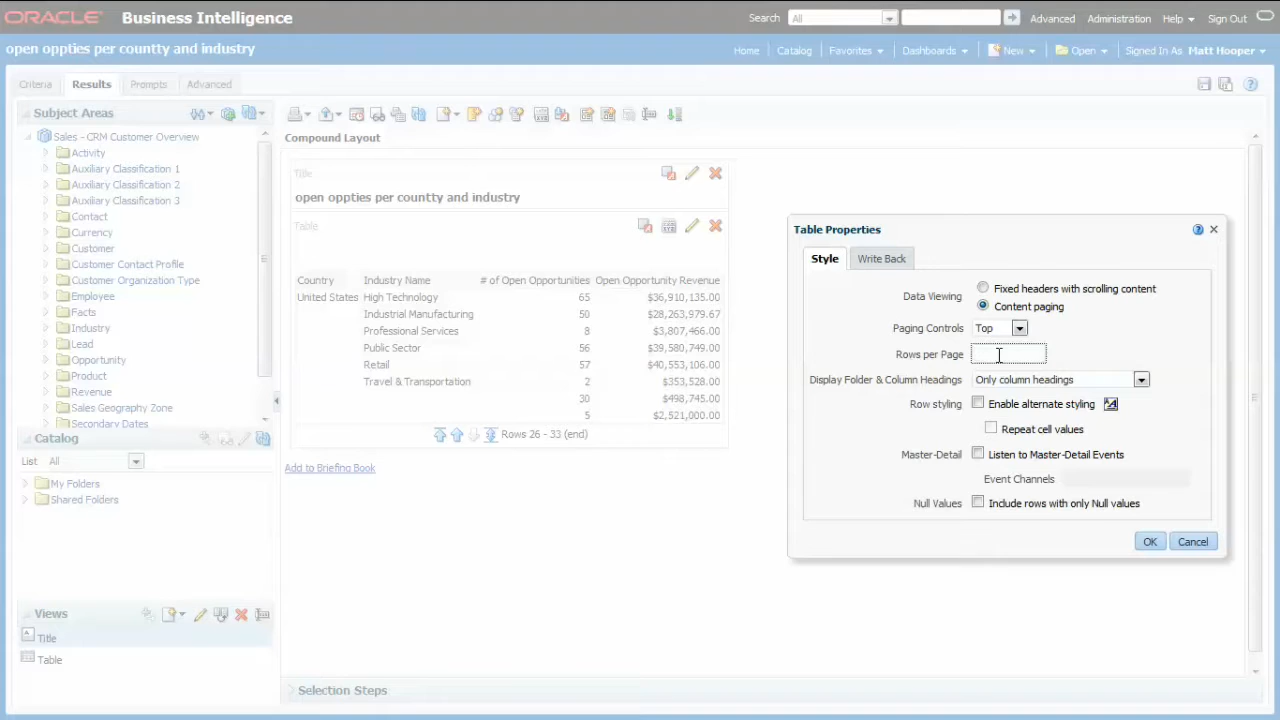 ORACLE Business Intelligence
Search All Advanced Administration Help Sign Out
open oppties per countty and industry
Home Catalog Favorites Dashboards New Open Signed In As Matt Hooper
Criteria Results Prompts Advanced
Subject Areas
Sales - CRM Customer Overview
Activity
Auxiliary Classification 1
Auxiliary Classification 2
Auxiliary Classification 3
Contact
Currency
Customer
Customer Contact Profile
Customer Organization Type
Employee
Facts
Industry
Lead
Opportunity
Product
Revenue
Sales Geography Zone
Secondary Dates
Catalog
List All
My Folders
Shared Folders
Views
Title
Table
Compound Layout
Title
open oppties per countty and industry
Table
Country Industry Name # of Open Opportunities Open Opportunity Revenue
United States High Technology 65 $36,910,135.00
Industrial Manufacturing 50 $28,263,979.67
Professional Services 8 $3,807,466.00
Public Sector 56 $39,580,749.00
Retail 57 $40,553,106.00
Travel & Transportation 2 $353,528.00
30 $498,745.00
5 $2,521,000.00
Rows 26 - 33 (end)
Add to Briefing Book
Selection Steps
Table Properties
Style Write Back
Data Viewing Fixed headers with scrolling content
Content paging
Paging Controls Top
Rows per Page
Display Folder & Column Headings Only column headings
Row styling Enable alternate styling
Repeat cell values
Master-Detail Listen to Master-Detail Events
Event Channels
Null Values Include rows with only Null values
OK Cancel